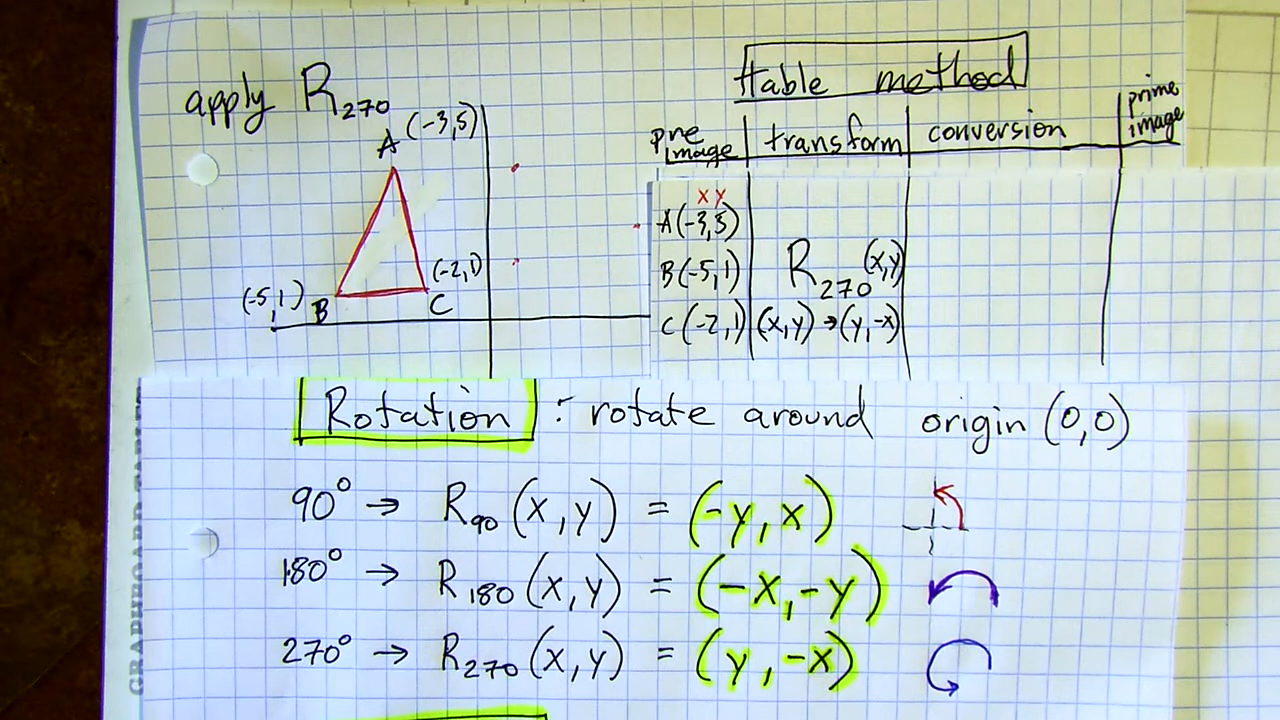 apply R270
A (-3,5)
(-2,1)
(-5,1) B C
table method
pre image transform conversion prime image
x y
A(-3,5)
B(-5,1) R270(x,y)
C(-2,1) (x,y)→(y,-x)
Rotation : rotate around origin (0,0)
90° → R90 (x,y) = (-y,x)
180° → R180 (x,y) = (-x,-y)
270° → R270 (x,y) = (y,-x)